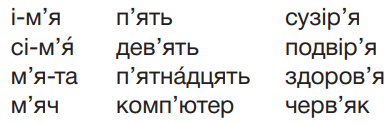 і-м’я п’ять сузір’я
сі-м’я́ дев’ять подвір’я
м’я-та п’ятна́дцять здоров’я
м’яч комп’ютер черв’як